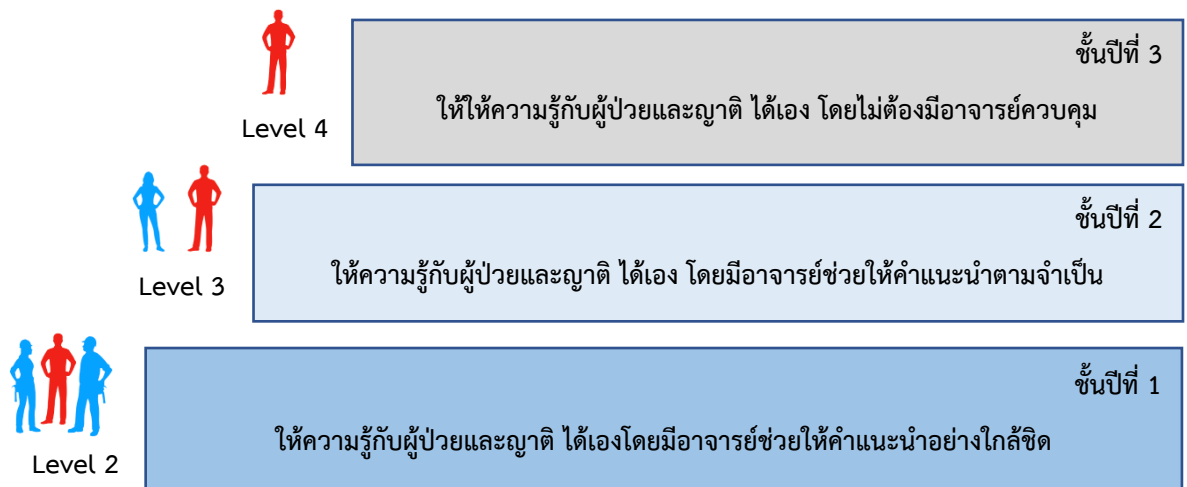 ชั้นปีที่ 3
ให้ให้ความรู้กับผู้ป่วยและญาติ ได้เอง โดยไม่ต้องมีอาจารย์ควบคุม
Level 4
ชั้นปีที่ 2
ให้ความรู้กับผู้ป่วยและญาติ ได้เอง โดยมีอาจารย์ช่วยให้คำแนะนำตามจำเป็น
Level 3
ชั้นปีที่ 1
ให้ความรู้กับผู้ป่วยและญาติ ได้เองโดยมีอาจารย์ช่วยให้คำแนะนำอย่างใกล้ชิด
Level 2